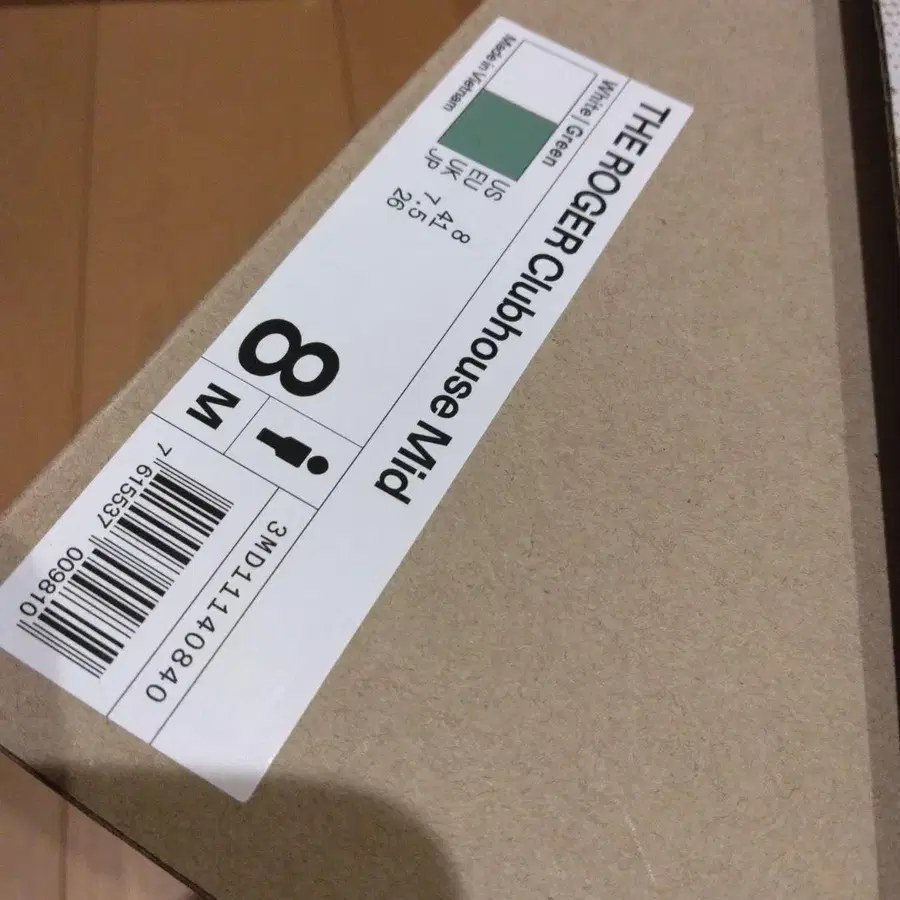 THE ROGER Clubhouse Mid
White | Green
Made in Vietnam
US 8
EU 41
UK 7.5
JP 26
8
M
3MD11140840
7 615537 009810